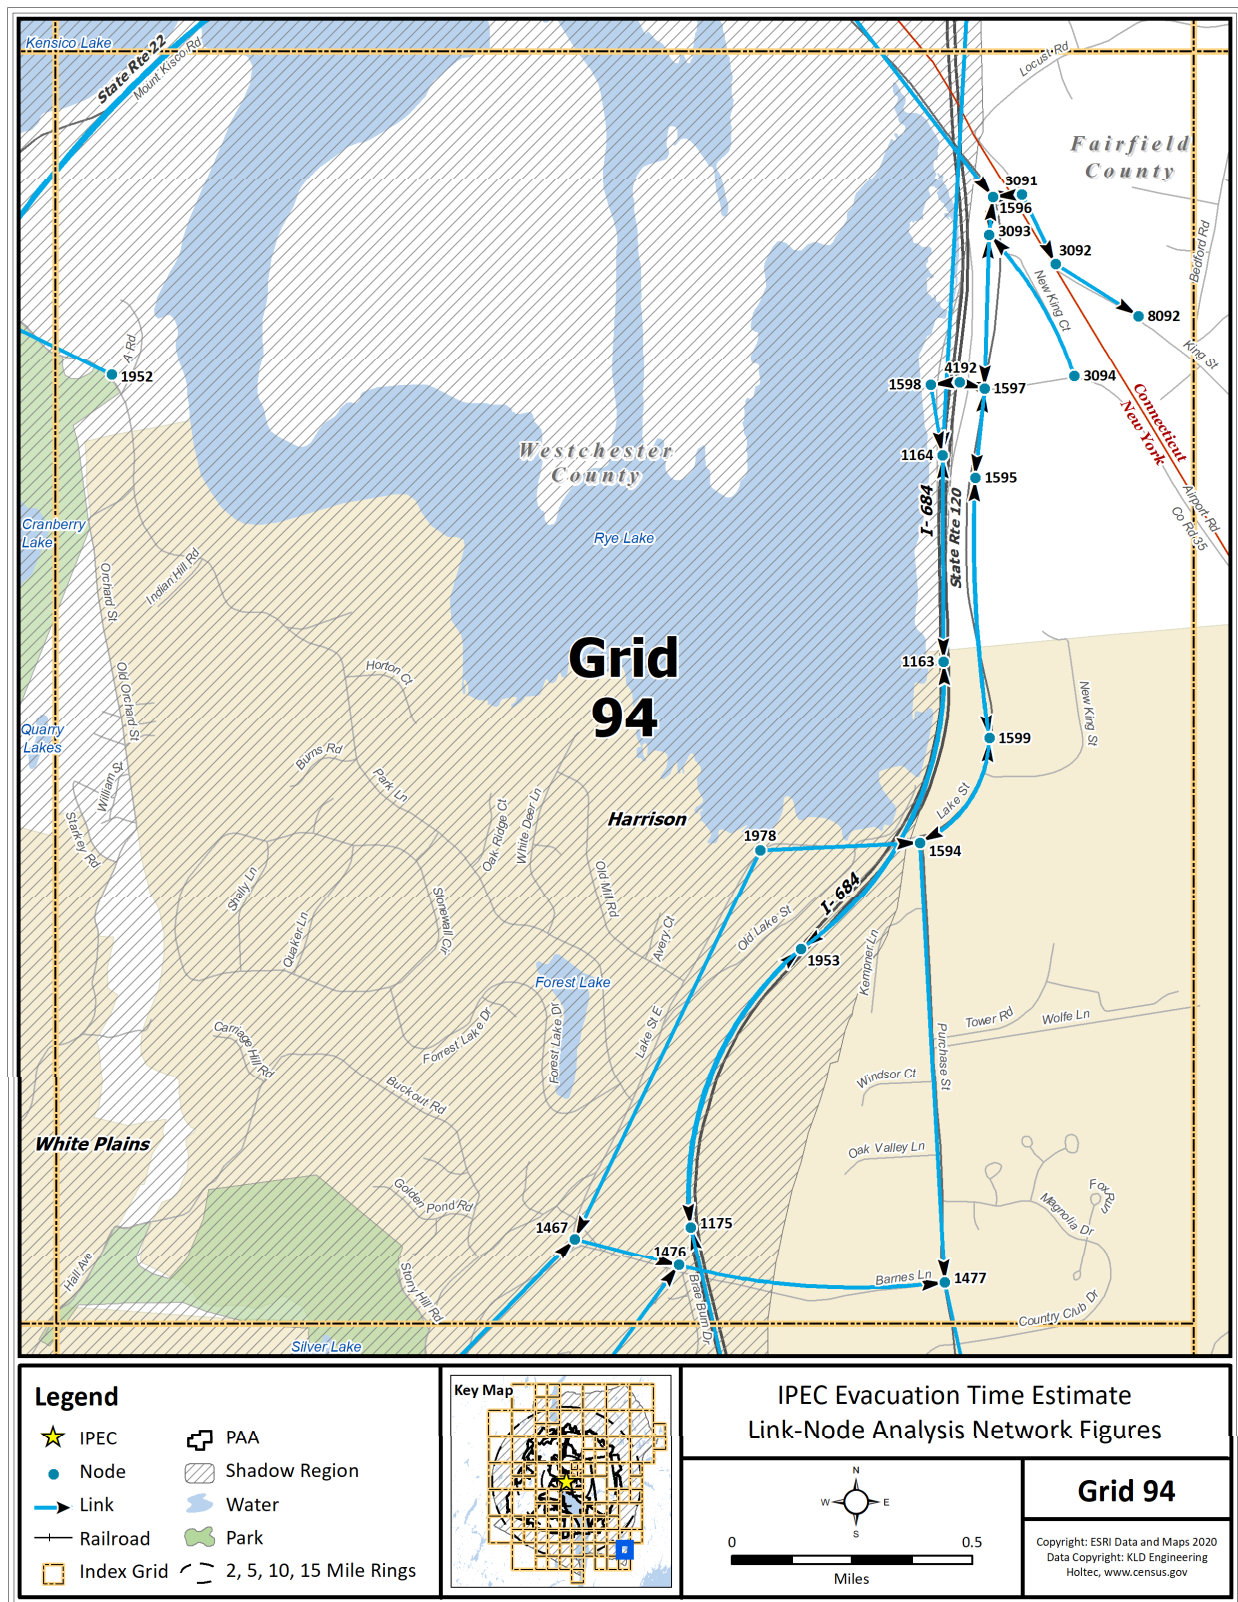 Kensico Lake
State Rte 22
Mount Kisco Rd
Locust Rd
Fairfield
County
3091
1596
3093
3092
Bedford Rd
New King Ct
8092
King St
A Rd
1952
4192
1598
1597
3094
Connecticut
New York
Westchester
County
1164
1595
I- 684
State Rte 120
Airport Rd
Co Rd 35
Cranberry
Lake
Rye Lake
Orchard St
Indian Hill Rd
Grid
94
1163
Horton Ct
Old Orchard St
New King St
Quarry
Lakes
1599
Burns Rd
Park Ln
William St
Lake St
Starkey Rd
Oak Ridge Ct
White Deer Ln
Harrison
1978
1594
Shelly Ln
Old Mill Rd
I- 684
Stonewall Cir
Quaker Ln
Avery Ct
Old Lake St
1953
Kempner Ln
Forest Lake
Lake St E
Forest Lake Dr
Forrest Lake Dr
Tower Rd
Wolfe Ln
Carriage Hill Rd
Purchase St
Windsor Ct
Buckout Rd
White Plains
Oak Valley Ln
Golden Pond Rd
Fox Run
Magnolia Dr
1467
1175
1476
Hall Ave
Stony Hill Rd
Brae Burn Dr
Barnes Ln
1477
Country Club Dr
Silver Lake
Legend
IPEC
Node
Link
Railroad
Index Grid
PAA
Shadow Region
Water
Park
2, 5, 10, 15 Mile Rings
Key Map
IPEC Evacuation Time Estimate
Link-Node Analysis Network Figures
N
W E
S
0 0.5
Miles
Grid 94
Copyright: ESRI Data and Maps 2020
Data Copyright: KLD Engineering
Holtec, www.census.gov